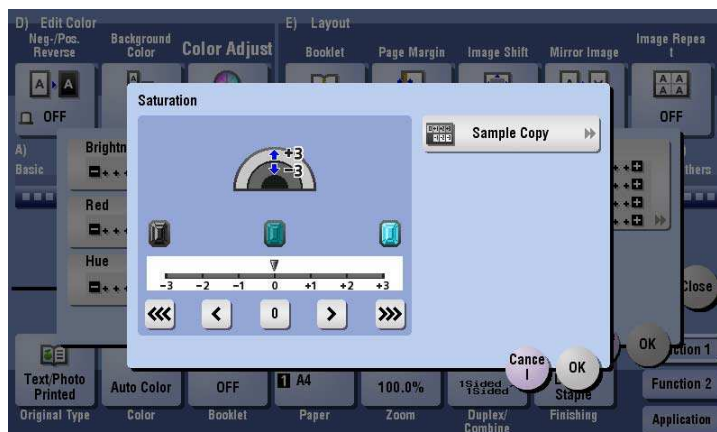 D) Edit Color
E) Layout
Neg-/Pos.
Reverse
Background
Color
Color Adjust
Booklet
Page Margin
Image Shift
Mirror Image
Image Repea
t
A
A
A A
A A
OFF
OFF
A)
Basic
thers
Saturation
Sample Copy
+3
-3
-3 -2 -1 0 +1 +2 +3
0
Brightn
Red
Hue
Close
Cance
l
OK
OK
Text/Photo
Printed
Auto Color
OFF
1 A4
100.0%
1Sided
1Sided
Staple
ction 1
Function 2
Original Type
Color
Booklet
Paper
Zoom
Duplex/
Combine
Finishing
Application